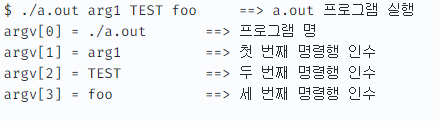 $ ./a.out arg1 TEST foo ==> a.out 프로그램 실행
argv[0] = ./a.out ==> 프로그램 명
argv[1] = arg1 ==> 첫 번째 명령행 인수
argv[2] = TEST ==> 두 번째 명령행 인수
argv[3] = foo ==> 세 번째 명령행 인수